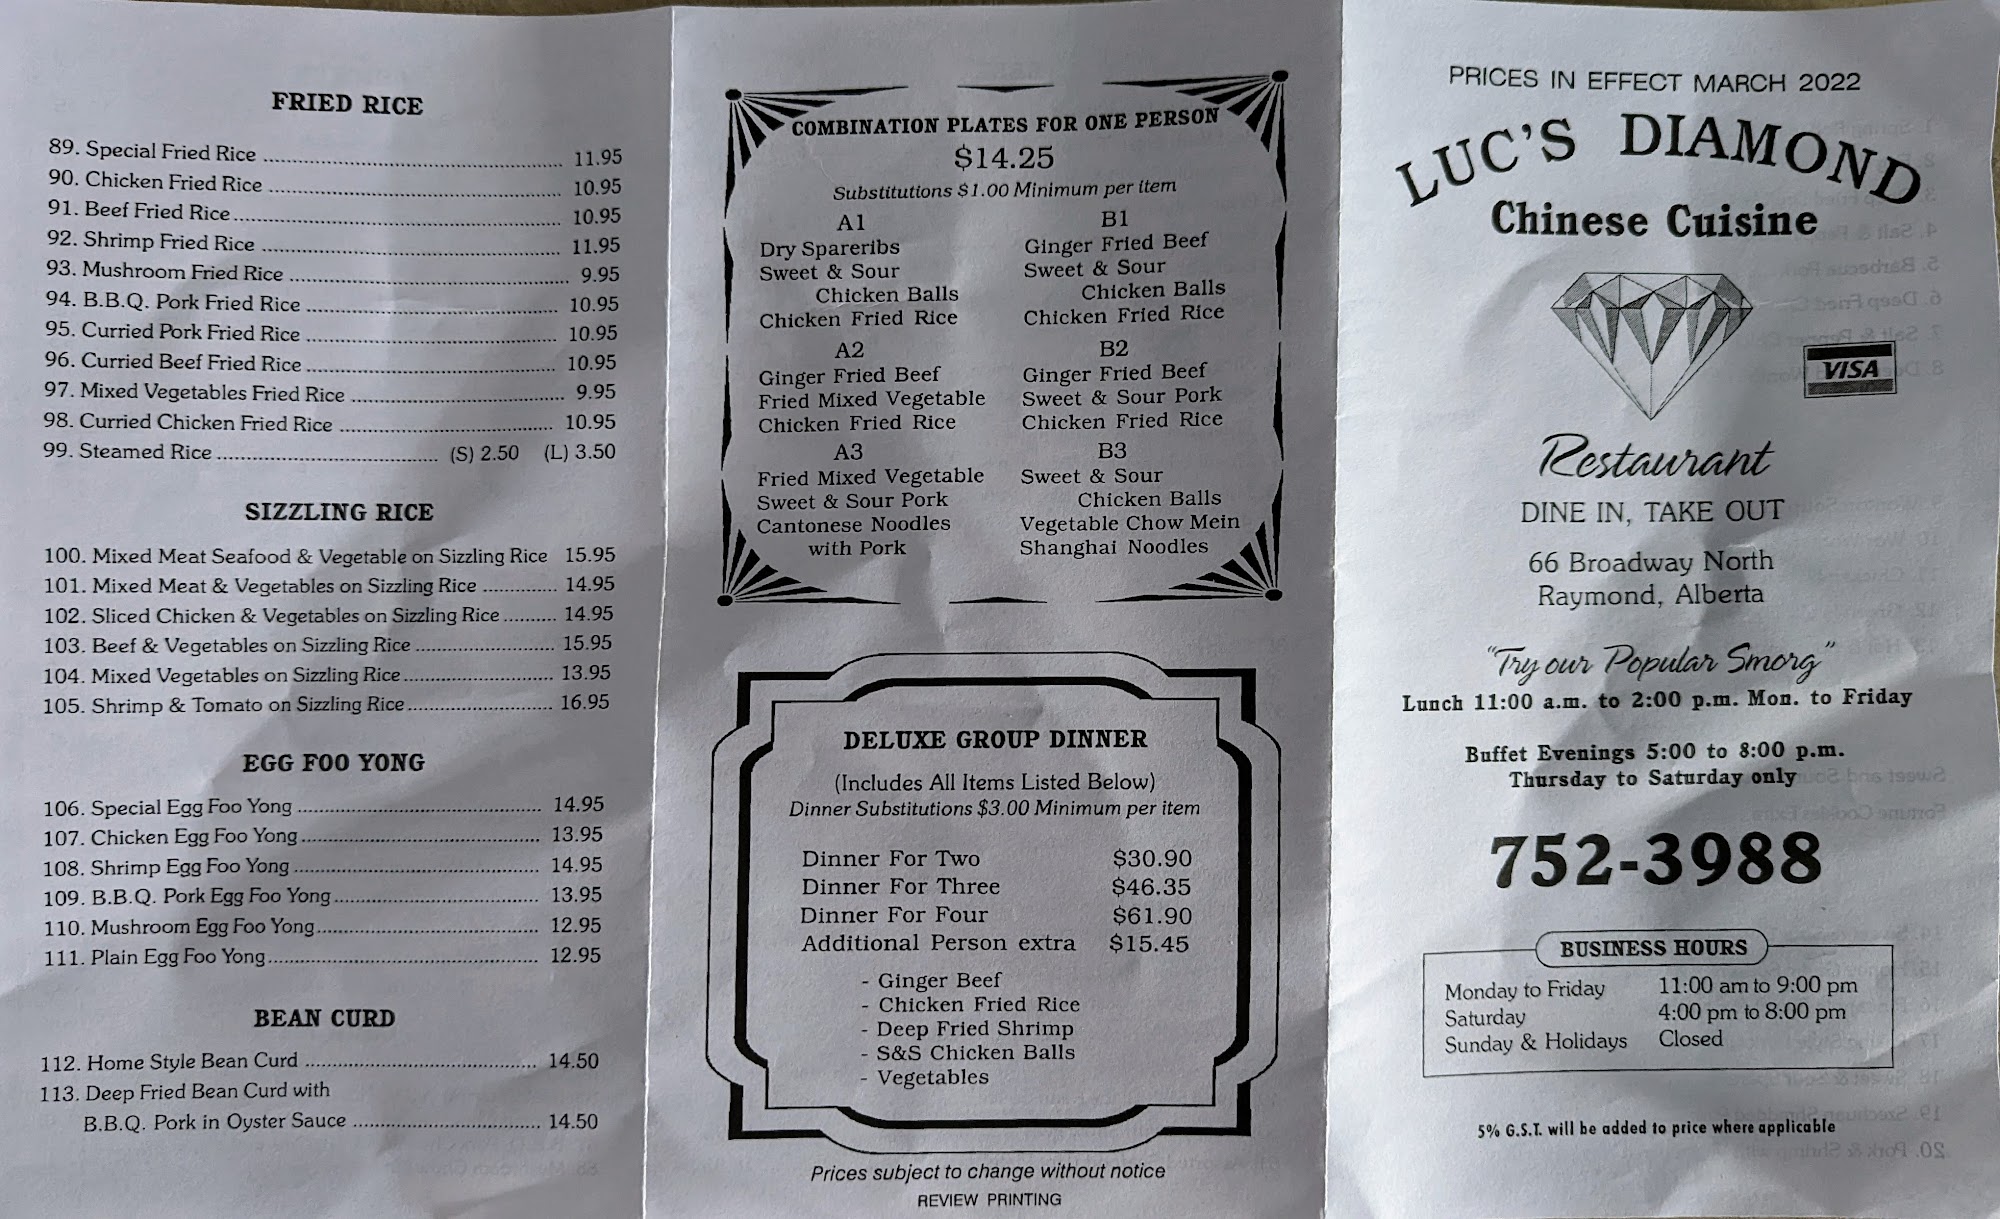 FRIED RICE
89. Special Fried Rice 11.95
90. Chicken Fried Rice 10.95
91. Beef Fried Rice 10.95
92. Shrimp Fried Rice 11.95
93. Mushroom Fried Rice 9.95
94. B.B.Q. Pork Fried Rice 10.95
95. Curried Pork Fried Rice 10.95
96. Curried Beef Fried Rice 10.95
97. Mixed Vegetables Fried Rice 9.95
98. Curried Chicken Fried Rice 10.95
99. Steamed Rice (S) 2.50 (L) 3.50
SIZZLING RICE
100. Mixed Meat Seafood & Vegetable on Sizzling Rice 15.95
101. Mixed Meat & Vegetables on Sizzling Rice 14.95
102. Sliced Chicken & Vegetables on Sizzling Rice 14.95
103. Beef & Vegetables on Sizzling Rice 15.95
104. Mixed Vegetables on Sizzling Rice 13.95
105. Shrimp & Tomato on Sizzling Rice 16.95
EGG FOO YONG
106. Special Egg Foo Yong 14.95
107. Chicken Egg Foo Yong 13.95
108. Shrimp Egg Foo Yong 14.95
109. B.B.Q. Pork Egg Foo Yong 13.95
110. Mushroom Egg Foo Yong 12.95
111. Plain Egg Foo Yong 12.95
BEAN CURD
112. Home Style Bean Curd 14.50
113. Deep Fried Bean Curd with
B.B.Q. Pork in Oyster Sauce 14.50
COMBINATION PLATES FOR ONE PERSON
$14.25
Substitutions $1.00 Minimum per item
A1
Dry Spareribs
Sweet & Sour
Chicken Balls
Chicken Fried Rice
A2
Ginger Fried Beef
Fried Mixed Vegetable
Chicken Fried Rice
A3
Fried Mixed Vegetable
Sweet & Sour Pork
Cantonese Noodles
with Pork
B1
Ginger Fried Beef
Sweet & Sour
Chicken Balls
Chicken Fried Rice
B2
Ginger Fried Beef
Sweet & Sour Pork
Chicken Fried Rice
B3
Sweet & Sour
Chicken Balls
Vegetable Chow Mein
Shanghai Noodles
DELUXE GROUP DINNER
(Includes All Items Listed Below)
Dinner Substitutions $3.00 Minimum per item
Dinner For Two $30.90
Dinner For Three $46.35
Dinner For Four $61.90
Additional Person extra $15.45
- Ginger Beef
- Chicken Fried Rice
- Deep Fried Shrimp
- S&S Chicken Balls
- Vegetables
Prices subject to change without notice
REVIEW PRINTING
PRICES IN EFFECT MARCH 2022
LUC'S DIAMOND
Chinese Cuisine
VISA
Restaurant
DINE IN, TAKE OUT
66 Broadway North
Raymond, Alberta
"Try our Popular Smorg"
Lunch 11:00 a.m. to 2:00 p.m. Mon. to Friday
Buffet Evenings 5:00 to 8:00 p.m.
Thursday to Saturday only
752-3988
BUSINESS HOURS
Monday to Friday 11:00 am to 9:00 pm
Saturday 4:00 pm to 8:00 pm
Sunday & Holidays Closed
5% G.S.T. will be added to price where applicable